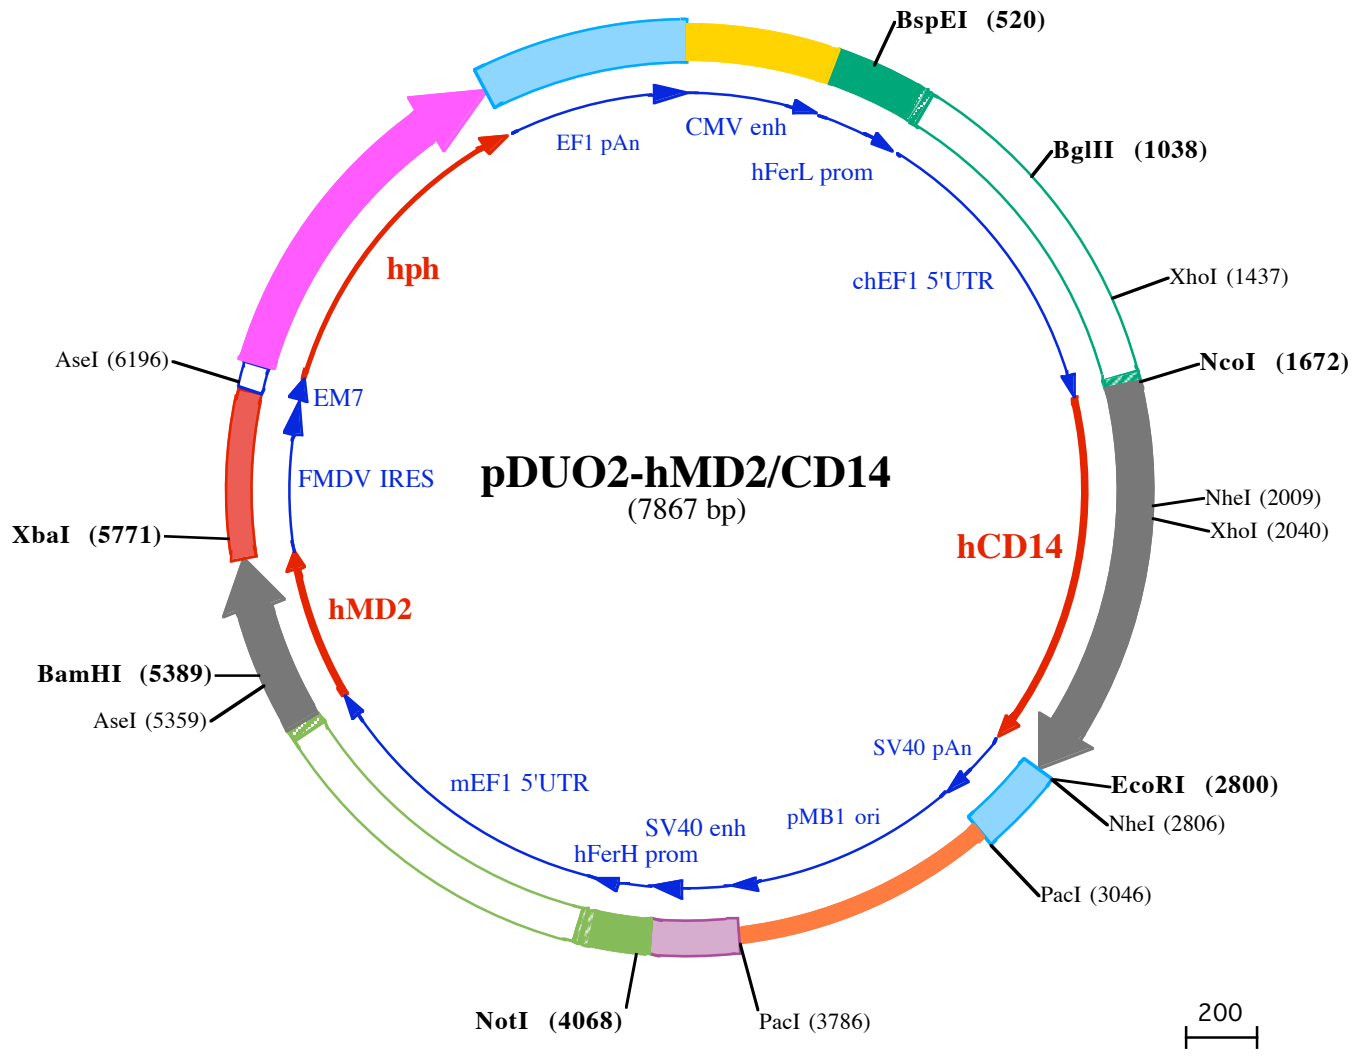 BspEI (520)
EF1 pAn
CMV enh
hFerL prom
BglII (1038)
hph
chEF1 5'UTR
XhoI (1437)
AseI (6196)
NcoI (1672)
EM7
FMDV IRES
pDUO2-hMD2/CD14
(7867 bp)
NheI (2009)
XhoI (2040)
XbaI (5771)
hCD14
hMD2
BamHI (5389)
AseI (5359)
SV40 pAn
mEF1 5'UTR
EcoRI (2800)
pMB1 ori
NheI (2806)
SV40 enh
hFerH prom
PacI (3046)
NotI (4068)
PacI (3786)
200